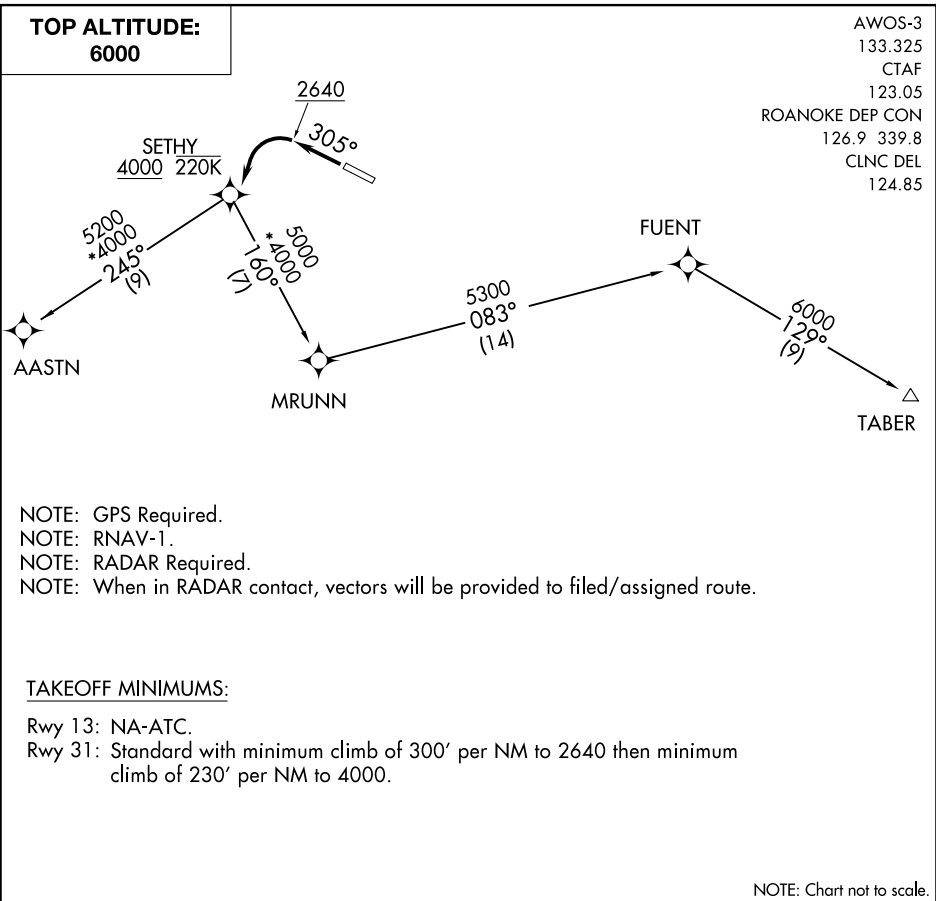 TOP ALTITUDE:
6000
AWOS-3
133.325
CTAF
123.05
ROANOKE DEP CON
126.9 339.8
CLNC DEL
124.85
2640
305°
SETHY
4000 220K
5200
*4000
245°
(9)
AASTN
5000
*4000
160°
(7)
MRUNN
5300
083°
(14)
FUENT
6000
129°
(9)
TABER
NOTE: GPS Required.
NOTE: RNAV-1.
NOTE: RADAR Required.
NOTE: When in RADAR contact, vectors will be provided to filed/assigned route.
TAKEOFF MINIMUMS:
Rwy 13: NA-ATC.
Rwy 31: Standard with minimum climb of 300' per NM to 2640 then minimum
climb of 230' per NM to 4000.
NOTE: Chart not to scale.